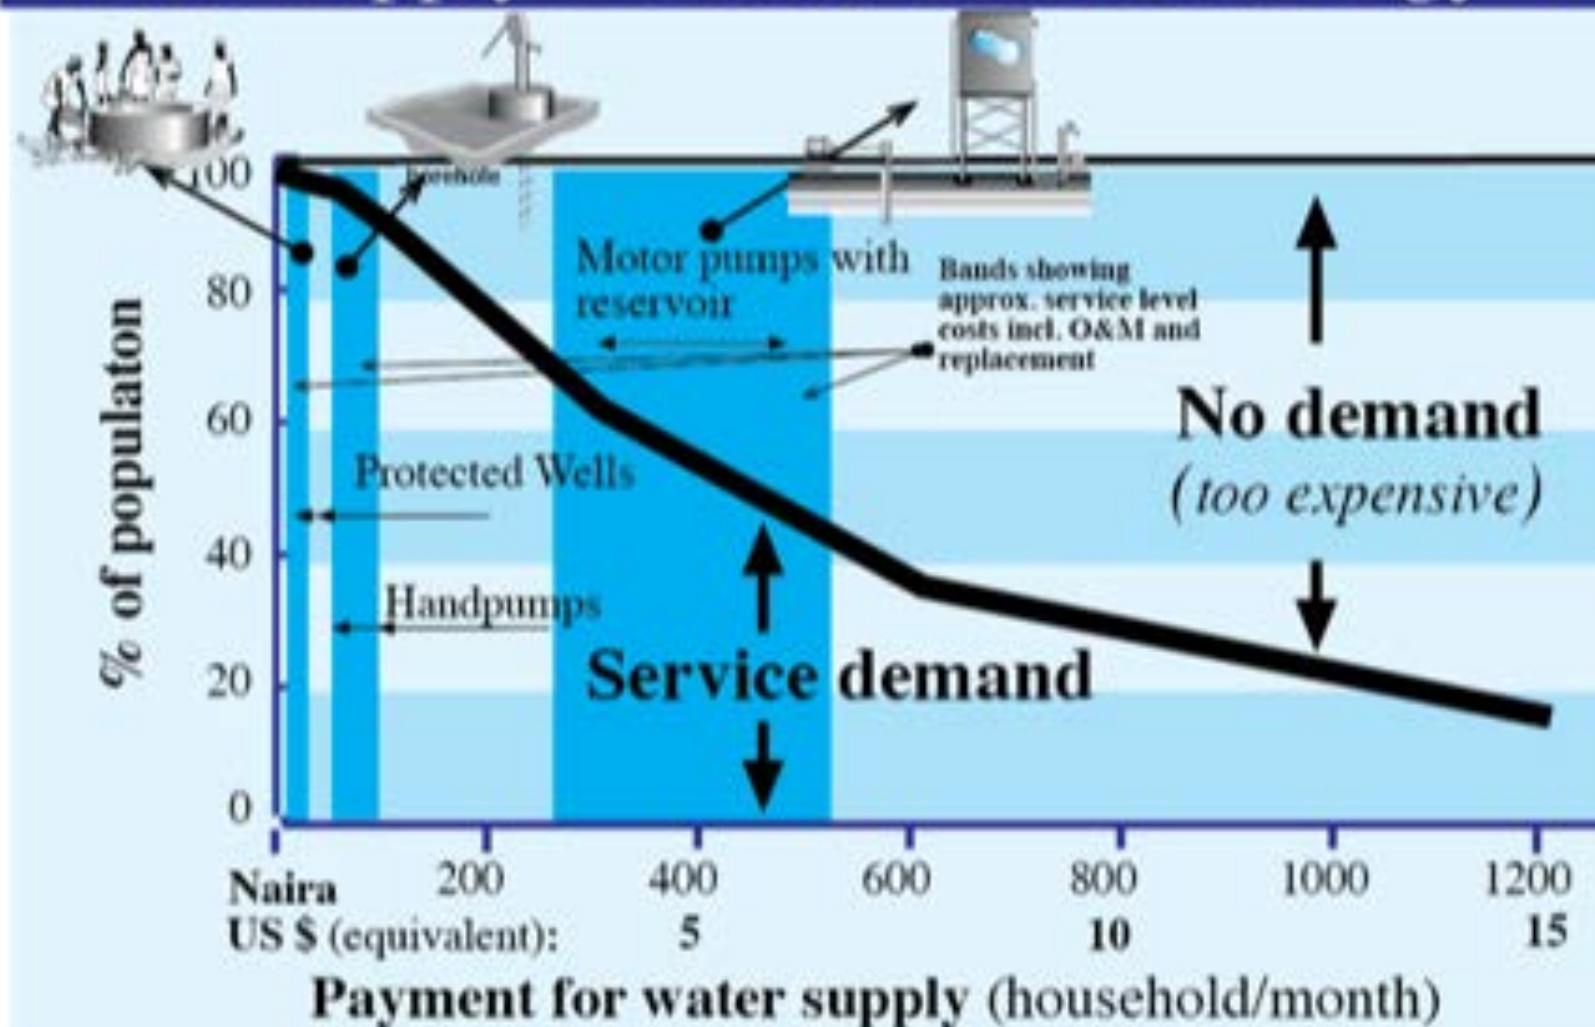 100
borehole
Motor pumps with
reservoir
Bands showing
approx. service level
costs incl. O&M and
replacement
80
No demand
(too expensive)
60
Protected Wells
40
Handpumps
Service demand
20
0
% of populaton
Naira 200 400 600 800 1000 1200
US $ (equivalent): 5 10 15
Payment for water supply (household/month)